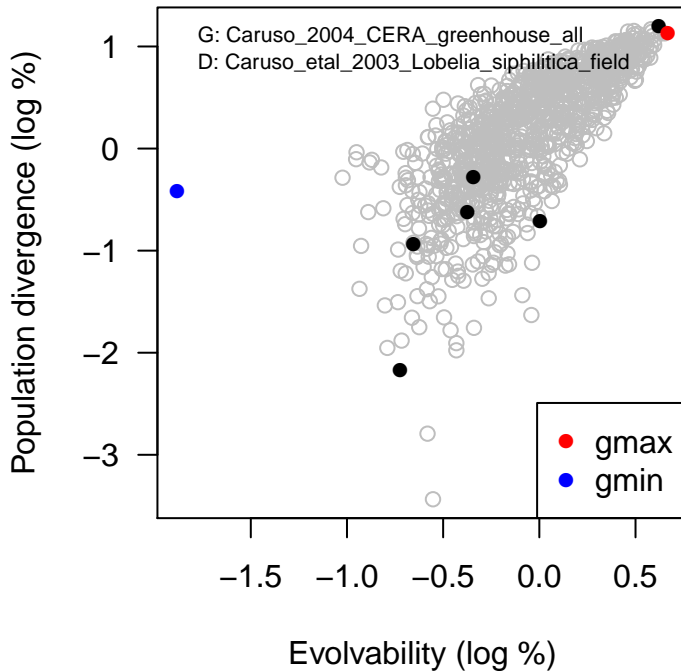 G: Caruso_2004_CERA_greenhouse_all
D: Caruso_etal_2003_Lobelia_siphilitica_field
Population divergence (log %)
1
0
−1
−2
−3
gmax
gmin
−1.5 −1.0 −0.5 0.0 0.5
Evolvability (log %)